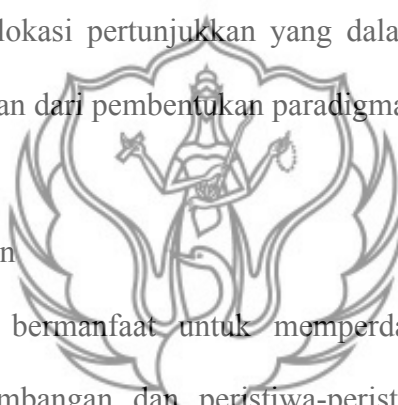 lokasi pertunjukkan yang dala
an dari pembentukan paradigma
n
bermanfaat untuk memperda
mbangan dan peristiwa-perist